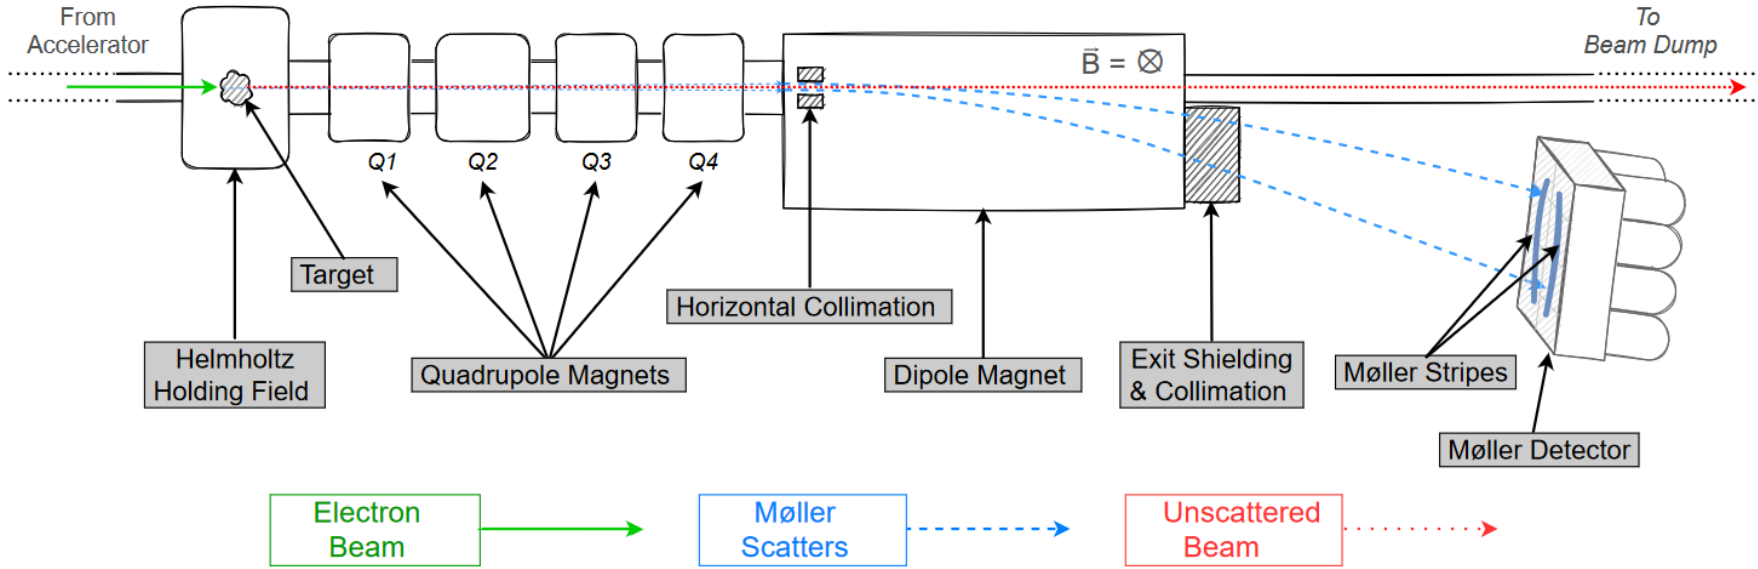 From
Accelerator
To
Beam Dump
B⃗ = ⊗
Q1
Q2
Q3
Q4
Target
Horizontal Collimation
Helmholtz
Holding Field
Quadrupole Magnets
Dipole Magnet
Exit Shielding
& Collimation
Møller Stripes
Møller Detector
Electron
Beam
Møller
Scatters
Unscattered
Beam